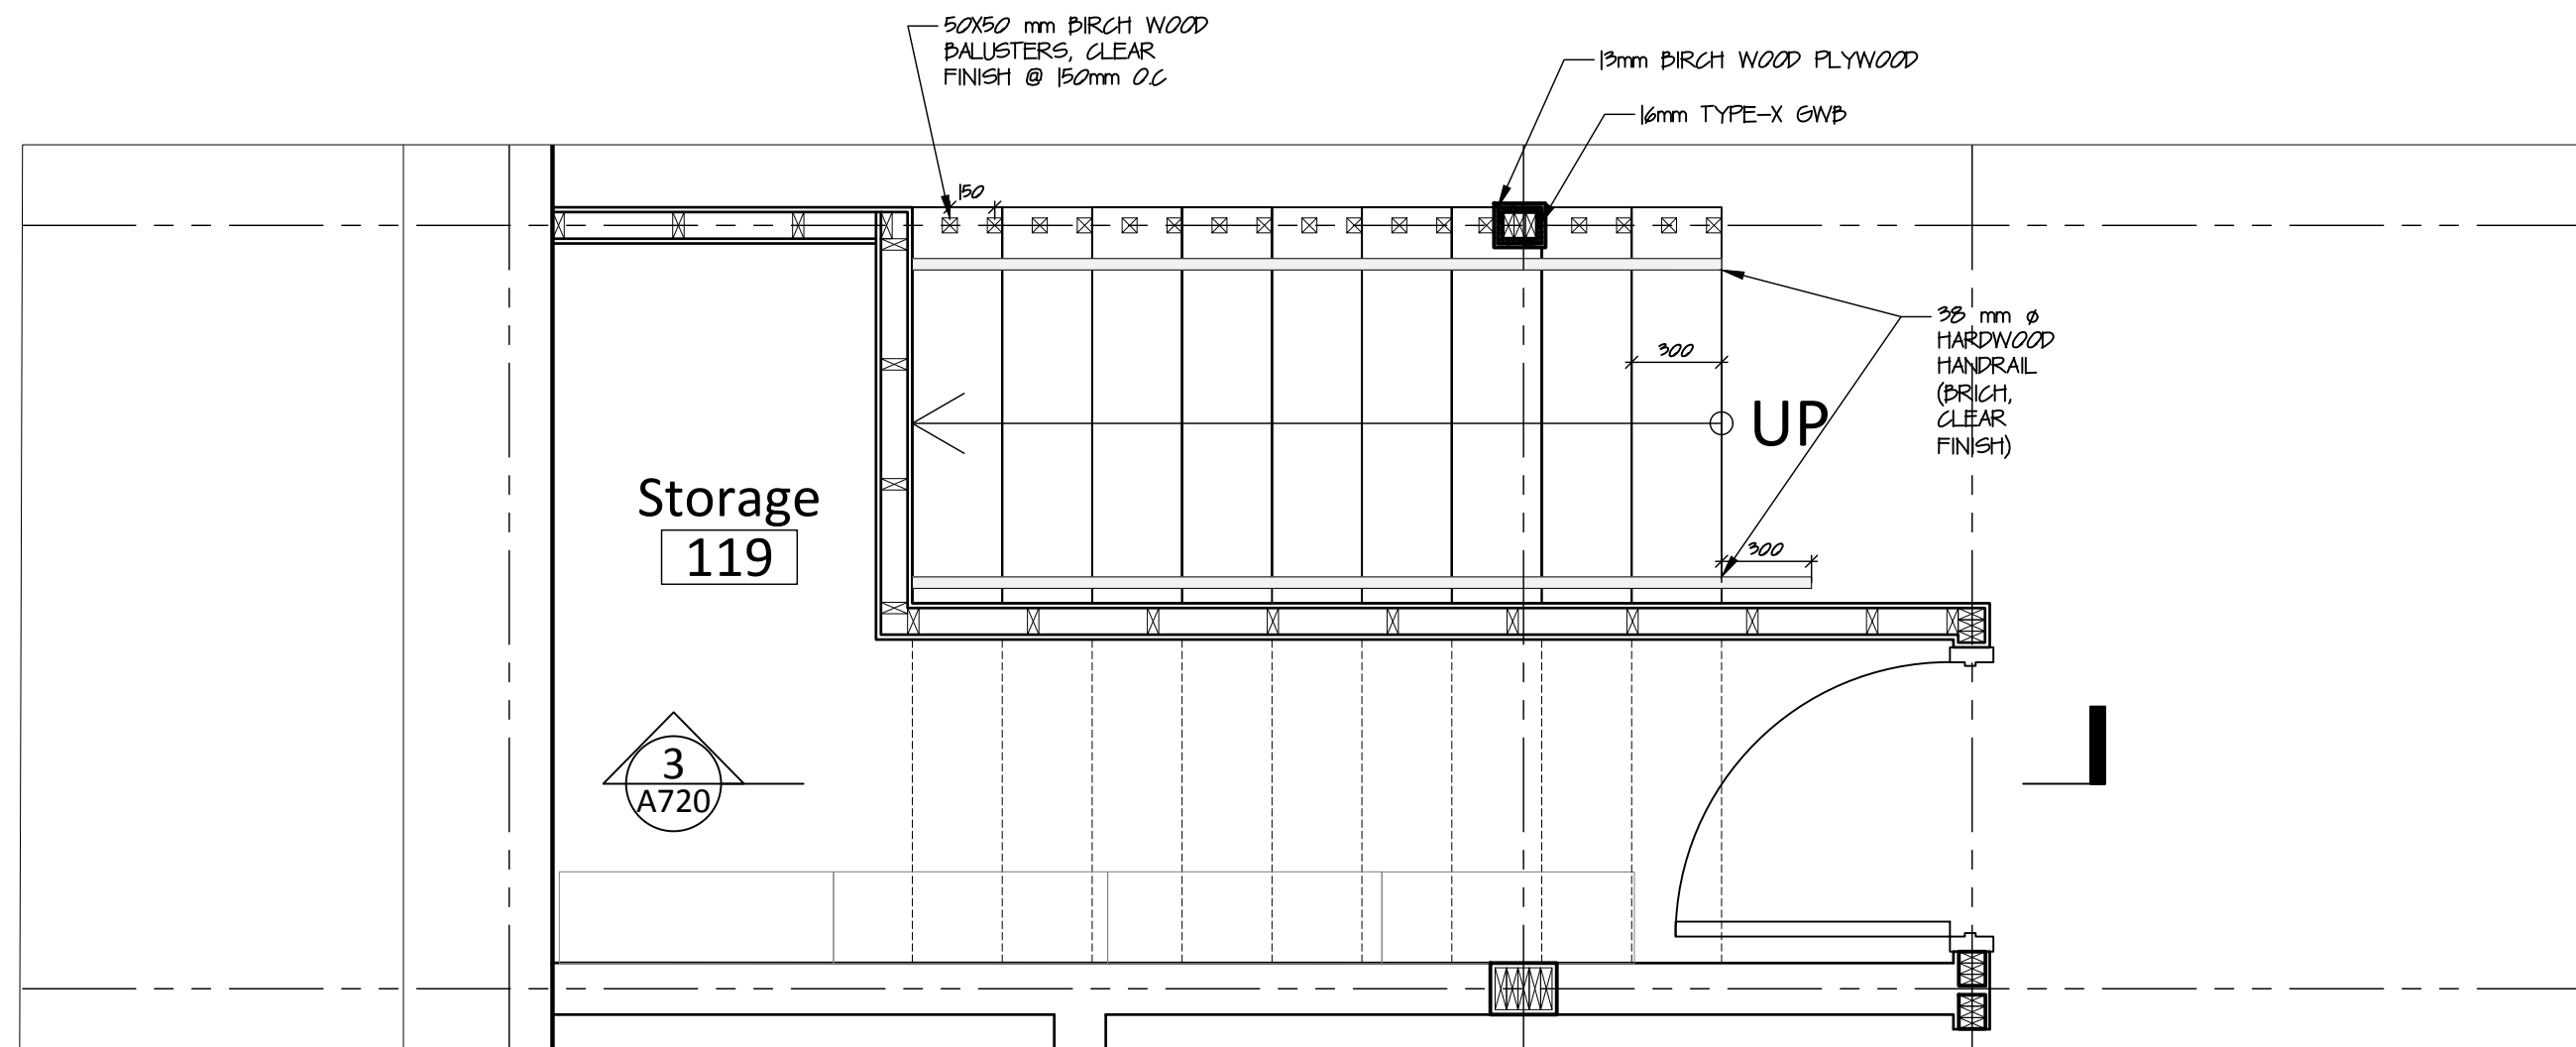 50X50 mm BIRCH WOOD
BALUSTERS, CLEAR
FINISH @ 150mm O.C
13mm BIRCH WOOD PLYWOOD
16mm TYPE-X GWB
150
38 mm ø
HARDWOOD
HANDRAIL
(BRICH,
CLEAR
FINISH)
300
UP
Storage
119
300
3
A720